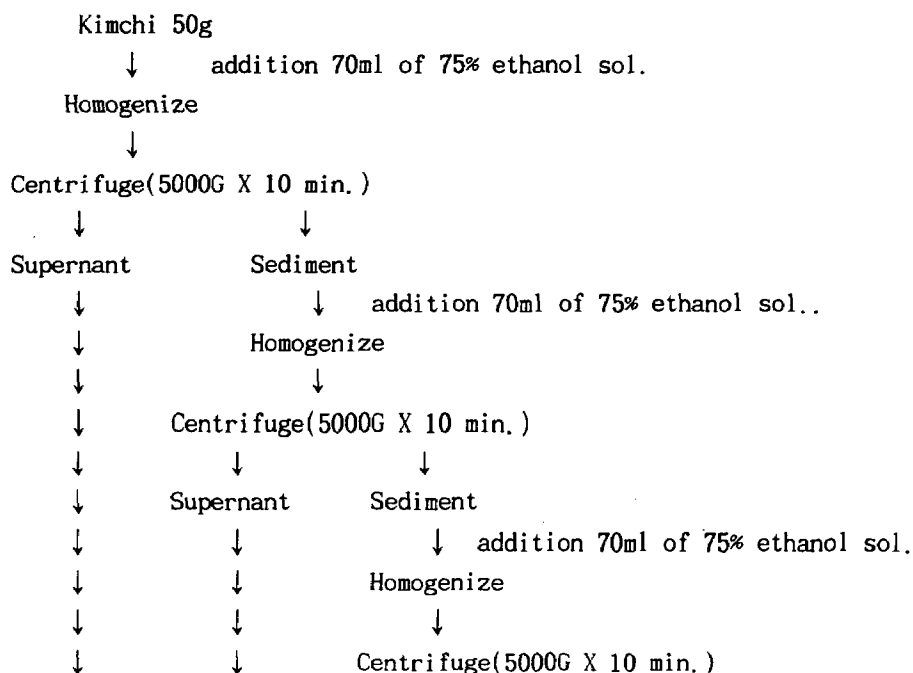 Kimchi 50g
↓ addition 70ml of 75% ethanol sol.
Homogenize
↓
Centrifuge(5000G X 10 min.)
↓ ↓
Supernant Sediment
↓ ↓ addition 70ml of 75% ethanol sol..
↓ Homogenize
↓ ↓
↓ Centrifuge(5000G X 10 min.)
↓ ↓ ↓
↓ Supernant Sediment
↓ ↓ ↓ addition 70ml of 75% ethanol sol.
↓ ↓ Homogenize
↓ ↓ ↓
↓ ↓ Centrifuge(5000G X 10 min.)